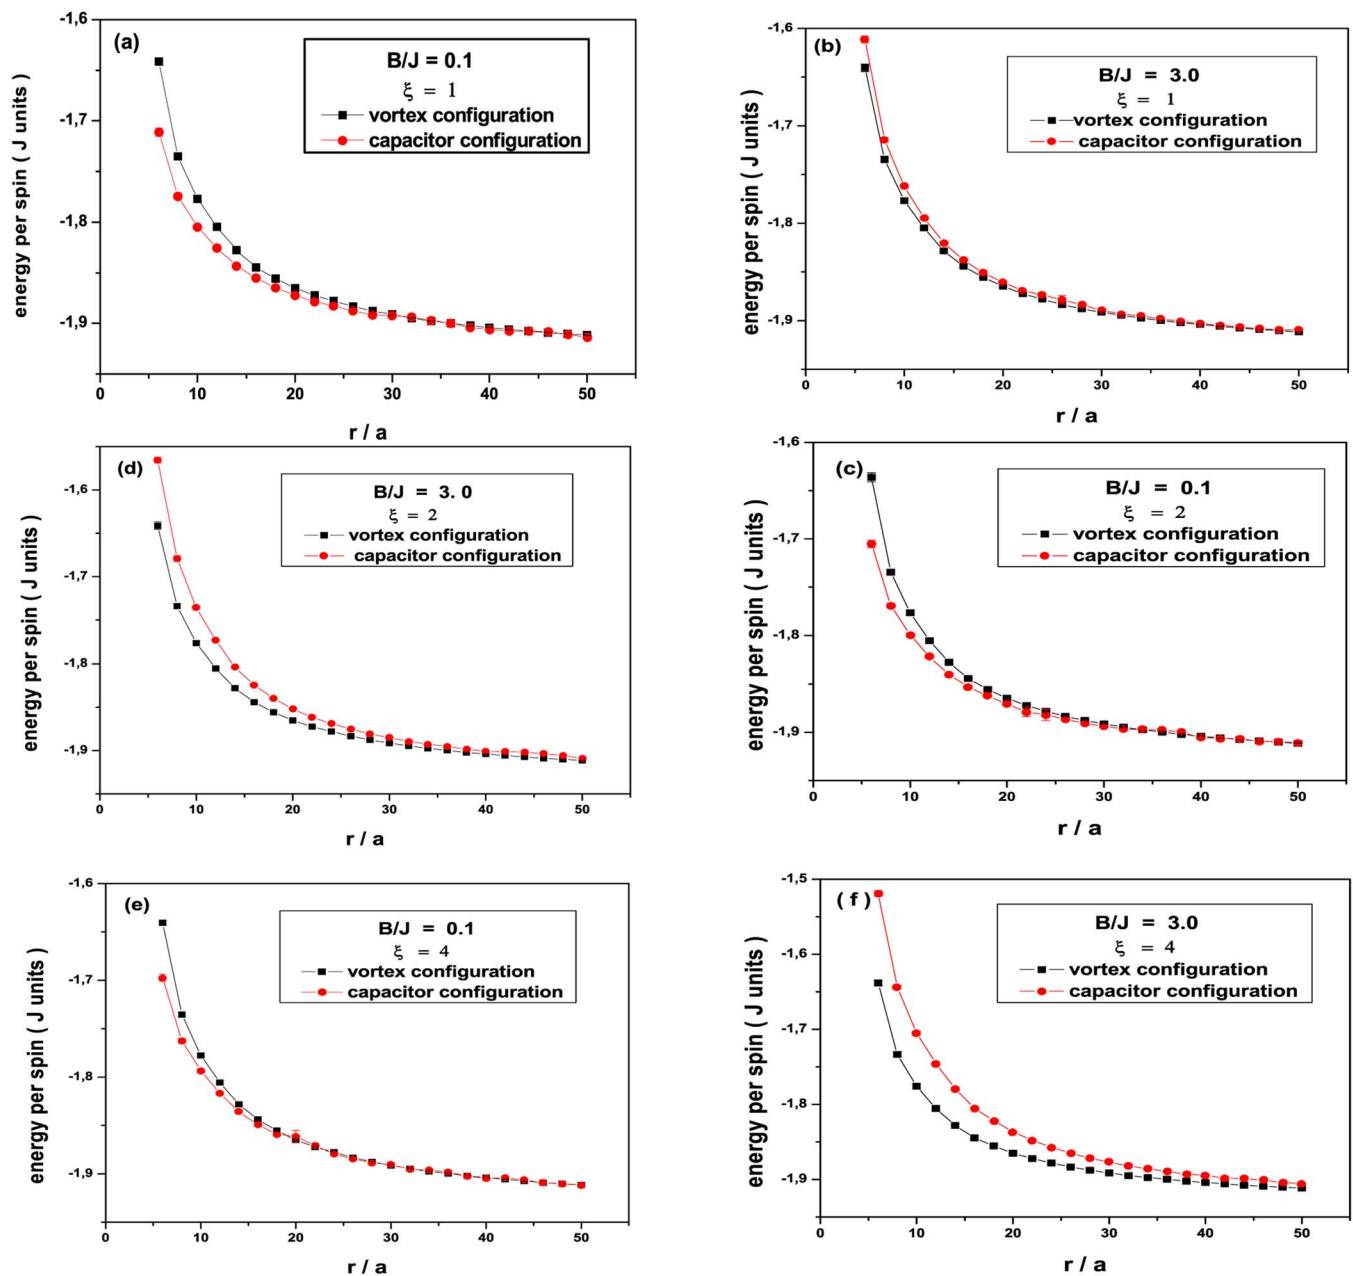 (a)
B/J = 0.1
ξ = 1
vortex configuration
capacitor configuration
energy per spin ( J units )
-1,6
-1,7
-1,8
-1,9
0 10 20 30 40 50
r / a
(b)
B/J = 3.0
ξ = 1
vortex configuration
capacitor configuration
energy per spin ( J units )
-1,6
-1,7
-1,8
-1,9
0 10 20 30 40 50
r / a
(d)
B/J = 3. 0
ξ = 2
vortex configuration
capacitor configuration
energy per spin ( J units )
-1,6
-1,7
-1,8
-1,9
0 10 20 30 40 50
r / a
(c)
B/J = 0.1
ξ = 2
vortex configuration
capacitor configuration
energy per spin ( J units )
-1,6
-1,7
-1,8
-1,9
0 10 20 30 40 50
r / a
(e)
B/J = 0.1
ξ = 4
vortex configuration
capacitor configuration
energy per spin ( J units )
-1,6
-1,7
-1,8
-1,9
0 10 20 30 40 50
r / a
( f )
B/J = 3.0
ξ = 4
vortex configuration
capacitor configuration
energy per spin ( J units )
-1,5
-1,6
-1,7
-1,8
-1,9
0 10 20 30 40 50
r / a